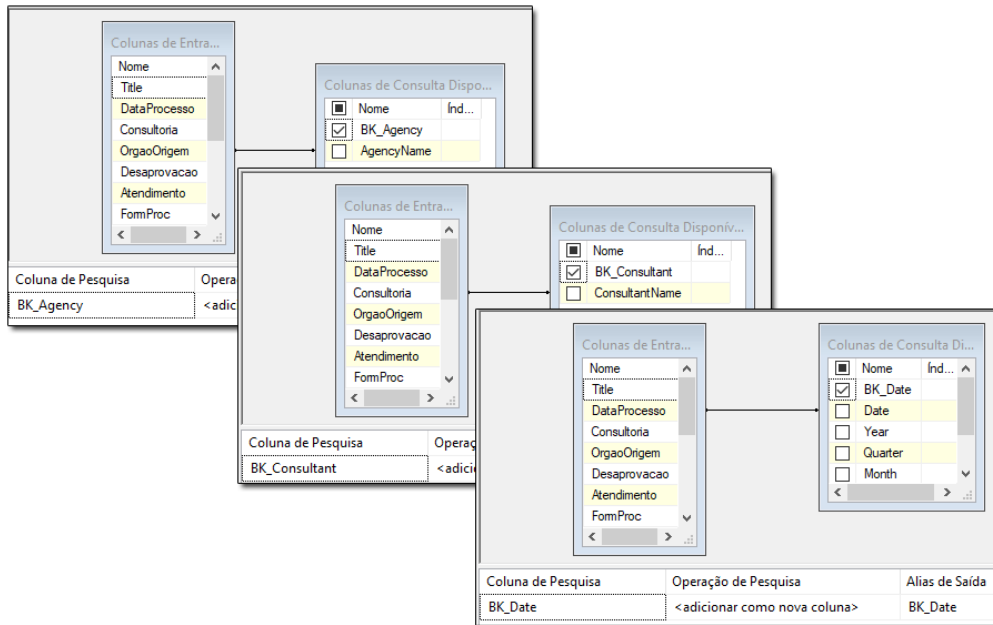 Colunas de Entra...
Nome
Title
DataProcesso
Consultoria
OrgaoOrigem
Desaprovacao
Atendimento
FormProc
Colunas de Consulta Dispo...
Nome Índ...
BK_Agency
AgencyName
Coluna de Pesquisa Opera
BK_Agency <adic
Colunas de Entra...
Nome
Title
DataProcesso
Consultoria
OrgaoOrigem
Desaprovacao
Atendimento
FormProc
Colunas de Consulta Disponív...
Nome Índ...
BK_Consultant
ConsultantName
Coluna de Pesquisa Operaç
BK_Consultant <adici
Colunas de Entra...
Nome
Title
DataProcesso
Consultoria
OrgaoOrigem
Desaprovacao
Atendimento
FormProc
Colunas de Consulta Di...
Nome Índ...
BK_Date
Date
Year
Quarter
Month
Coluna de Pesquisa Operação de Pesquisa Alias de Saída
BK_Date <adicionar como nova coluna> BK_Date